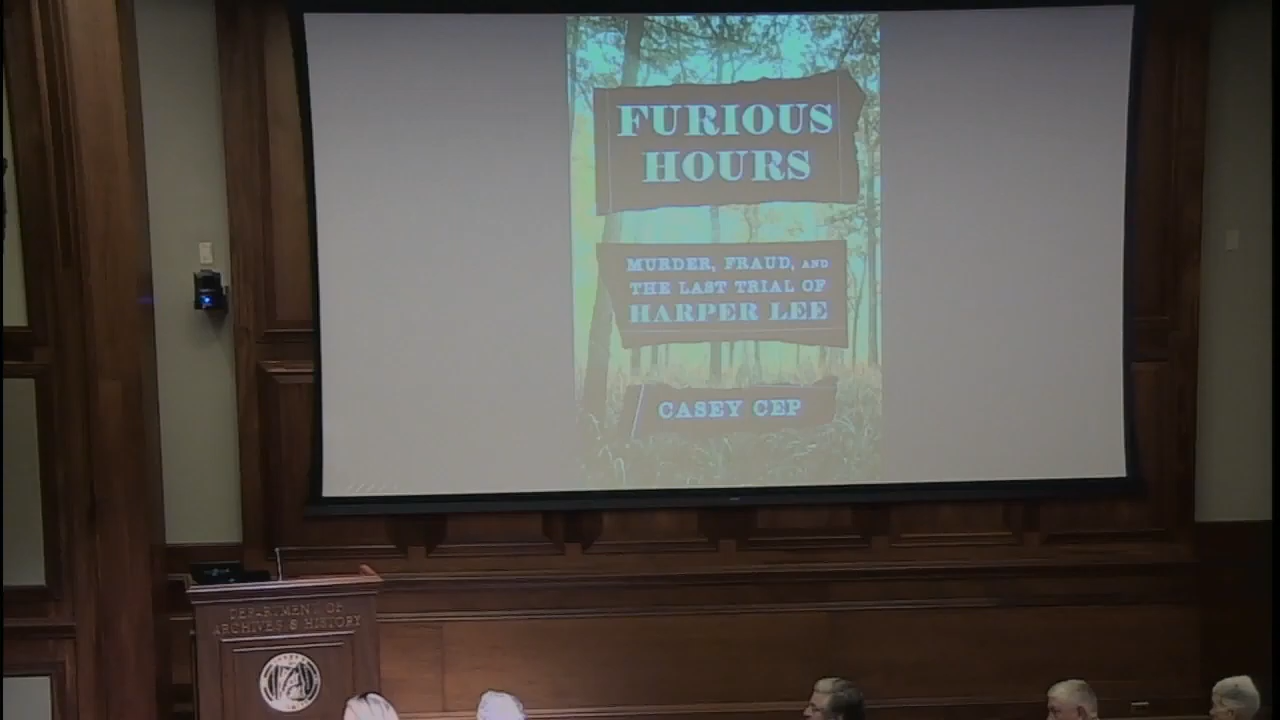 FURIOUS
HOURS
MURDER, FRAUD, AND
THE LAST TRIAL OF
HARPER LEE
CASEY CEP
DEPARTMENT OF
ARCHIVES & HISTORY